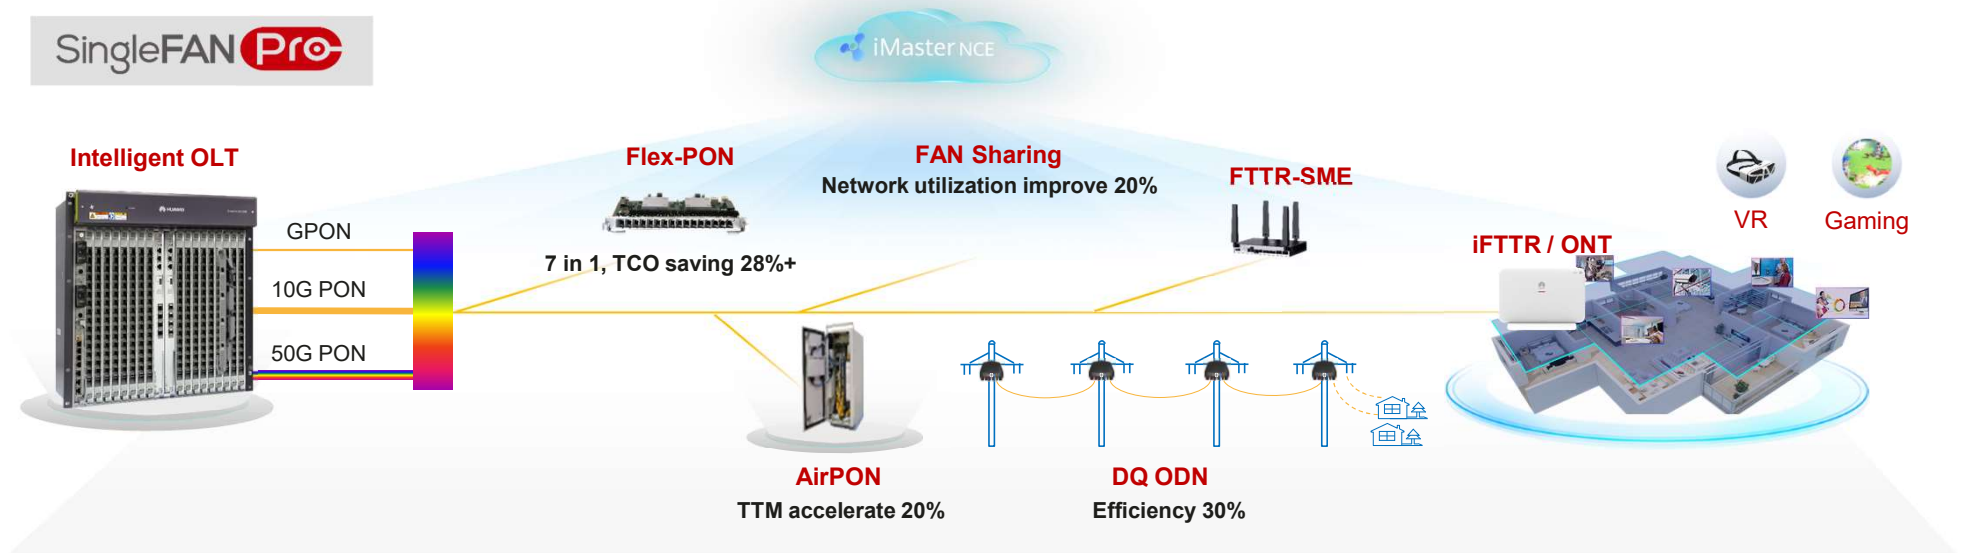 SingleFAN Pro
iMaster NCE
Intelligent OLT
HUAWEI
GPON
10G PON
50G PON
Flex-PON
7 in 1, TCO saving 28%+
FAN Sharing
Network utilization improve 20%
FTTR-SME
VR
Gaming
iFTTR / ONT
AirPON
TTM accelerate 20%
DQ ODN
Efficiency 30%